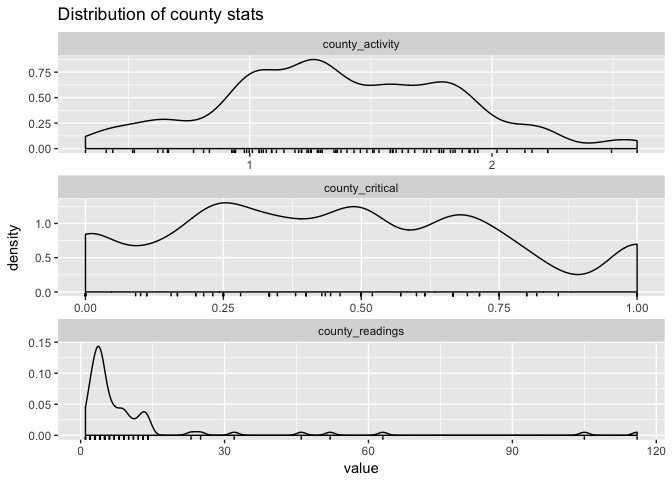 Distribution of county stats
county_activity
0.75
0.50
0.25
0.00
1 2
county_critical
1.0
0.5
0.0
0.00 0.25 0.50 0.75 1.00
county_readings
0.15
0.10
0.05
0.00
0 30 60 90 120
density
value